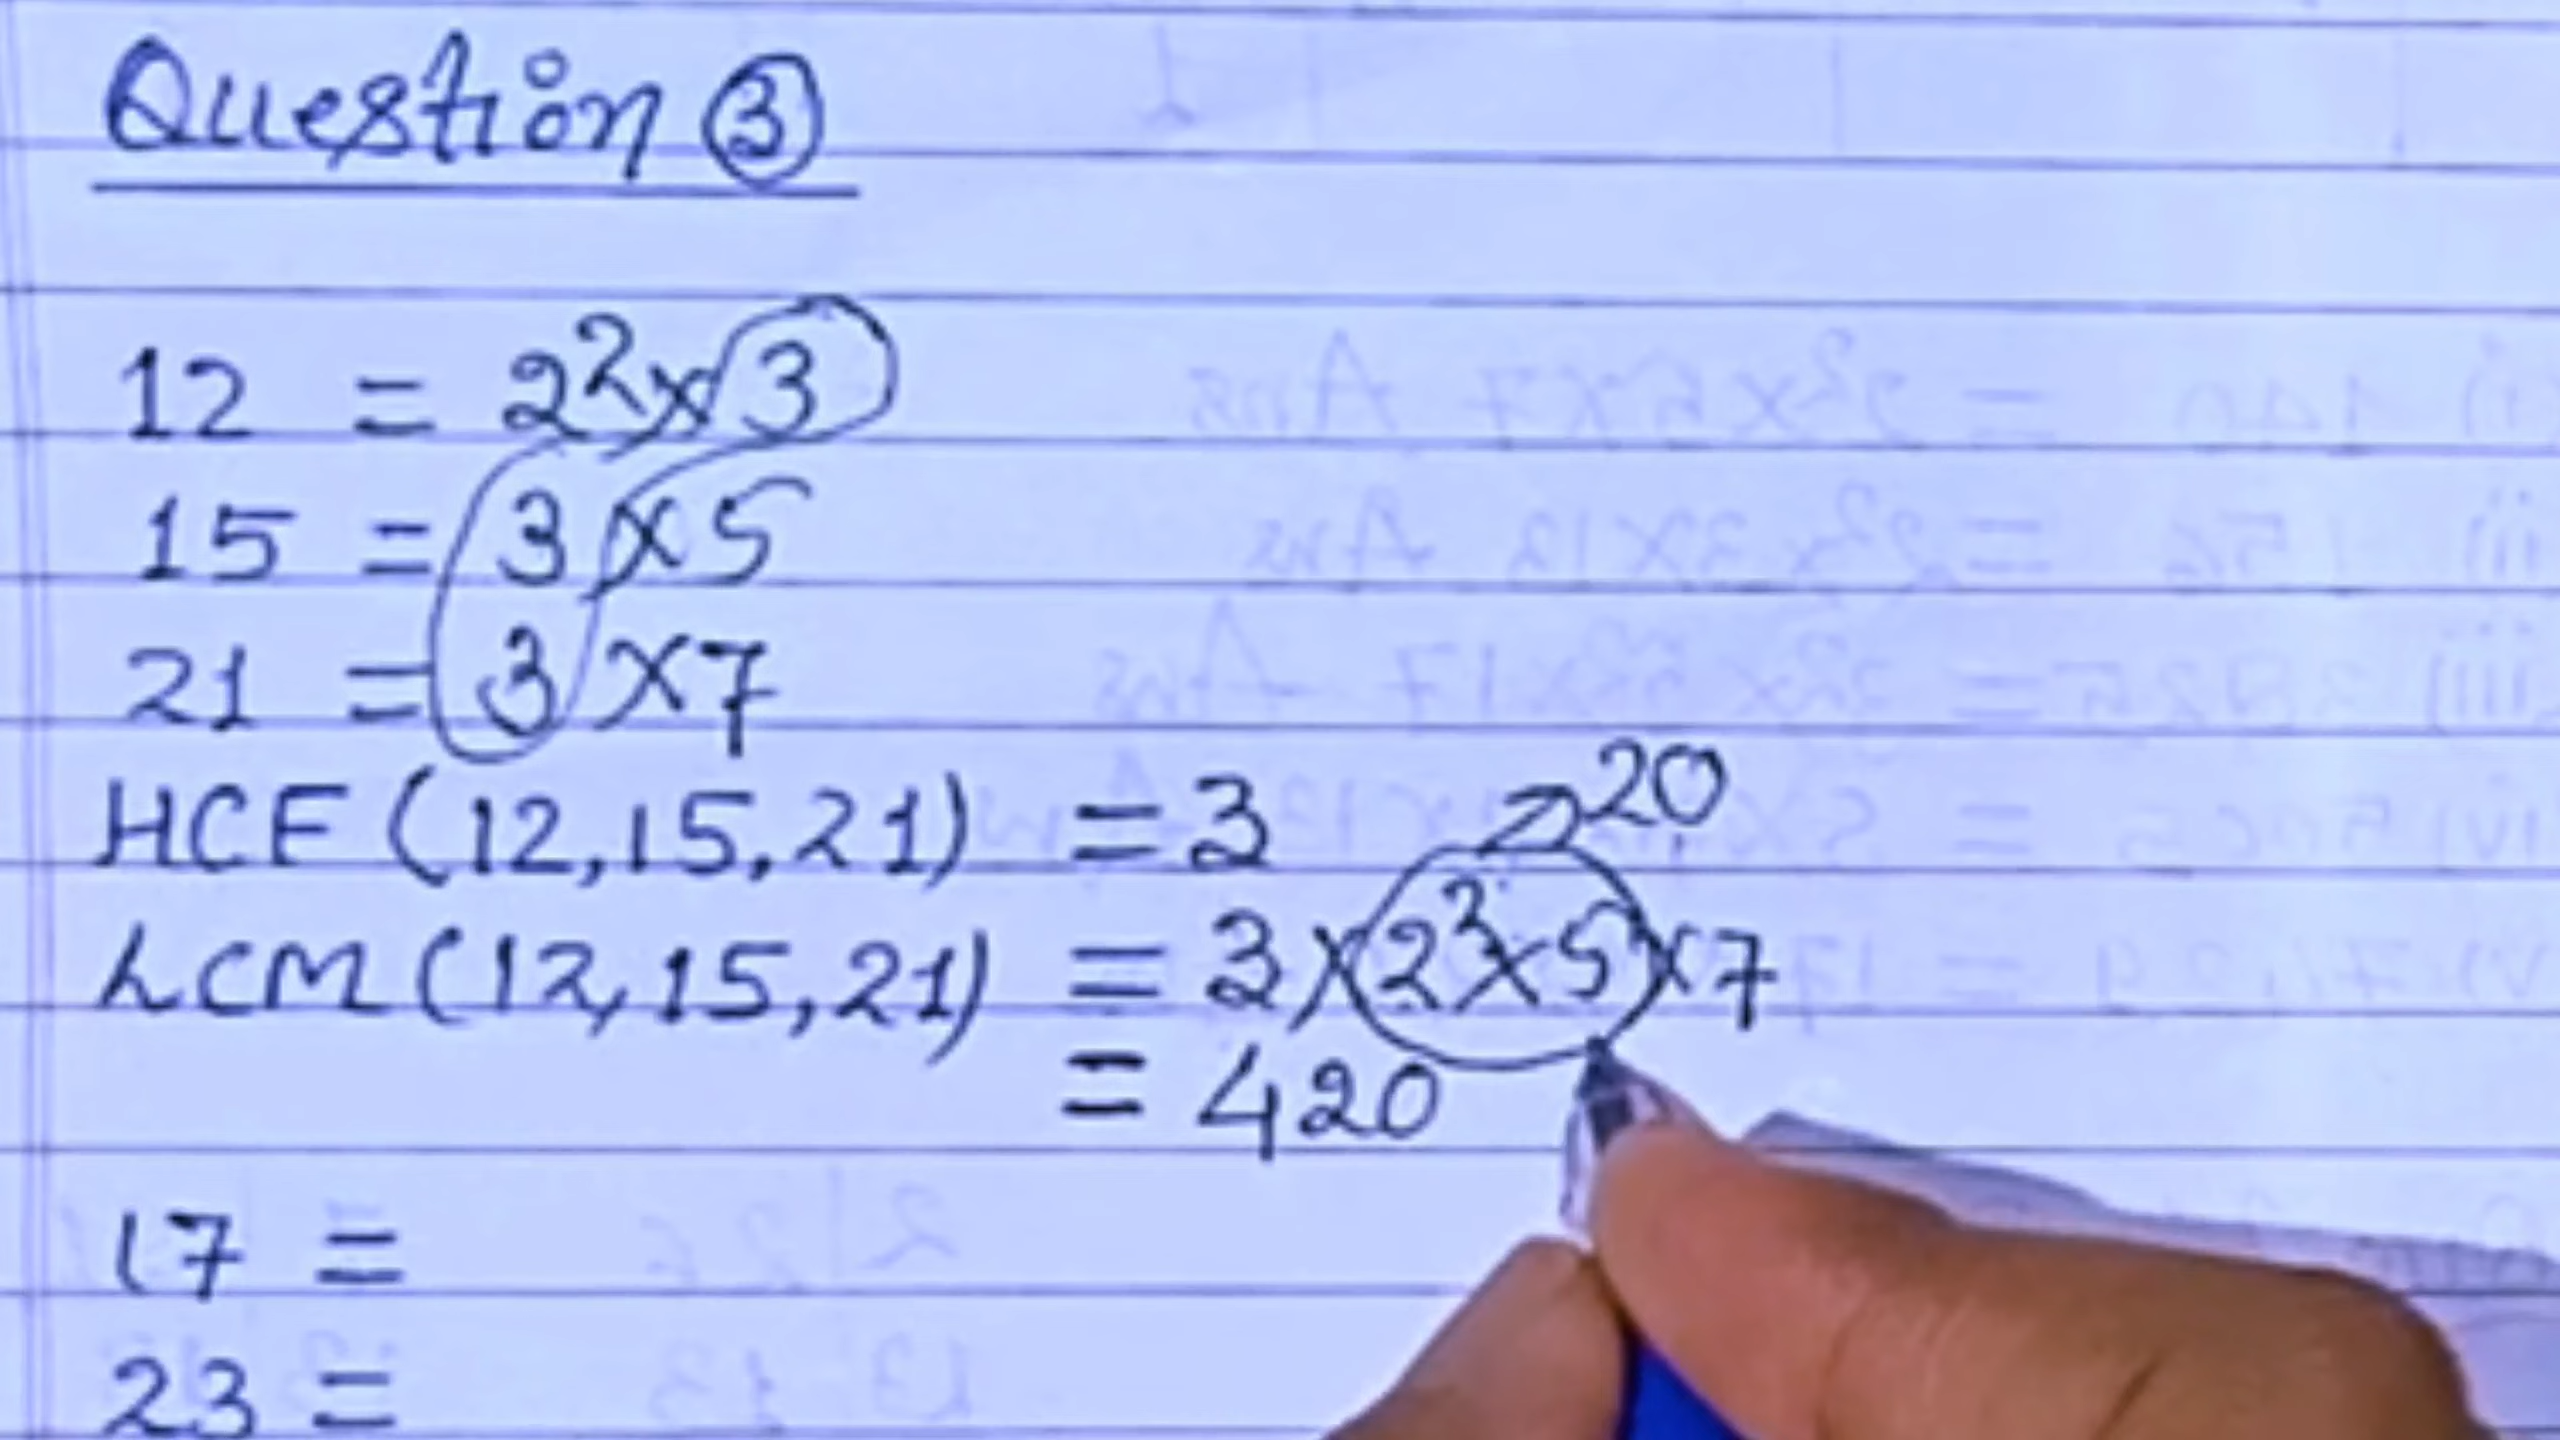 Question ③
12 = 2²×3
15 = 3×5
21 = 3×7
HCF (12,15,21) = 3
20
LCM (12,15,21) = 3×2²×5×7
= 420
17 =
23 =